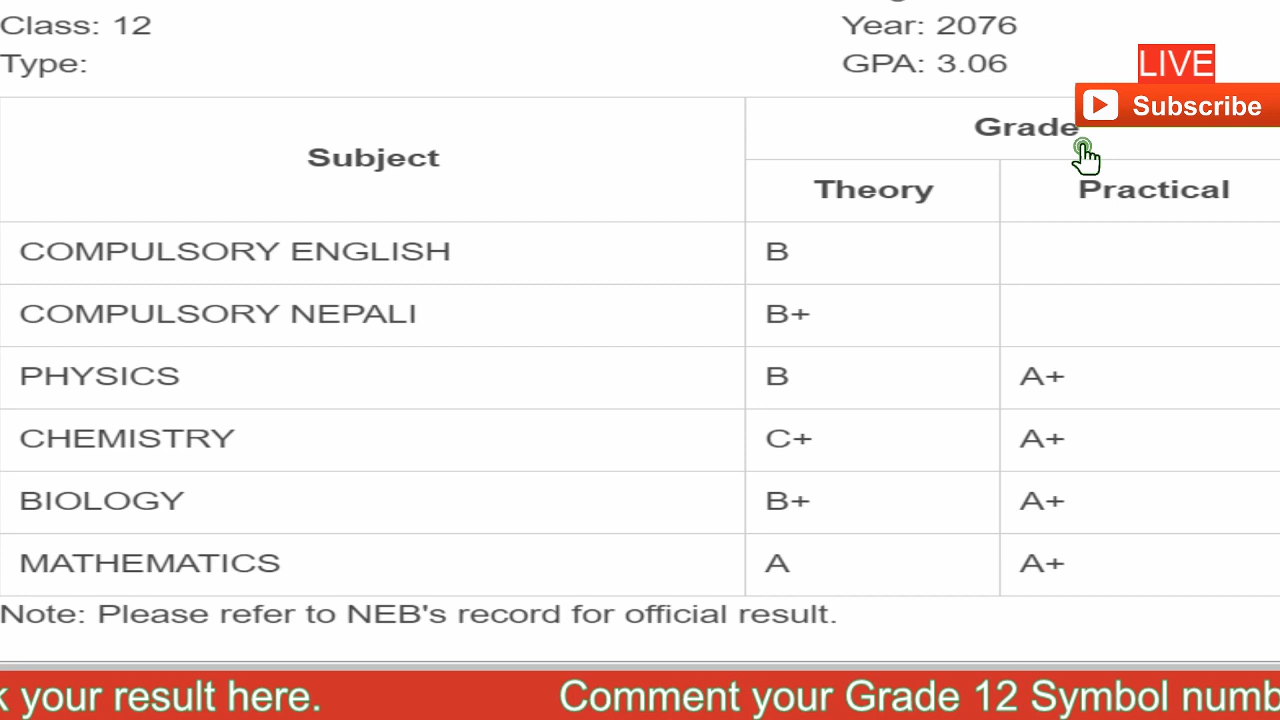 Class: 12
Year: 2076
Type:
GPA: 3.06
LIVE
Subscribe
Subject
Grade
Theory
Practical
COMPULSORY ENGLISH B
COMPULSORY NEPALI B+
PHYSICS B A+
CHEMISTRY C+ A+
BIOLOGY B+ A+
MATHEMATICS A A+
Note: Please refer to NEB's record for official result.
k your result here. Comment your Grade 12 Symbol numb